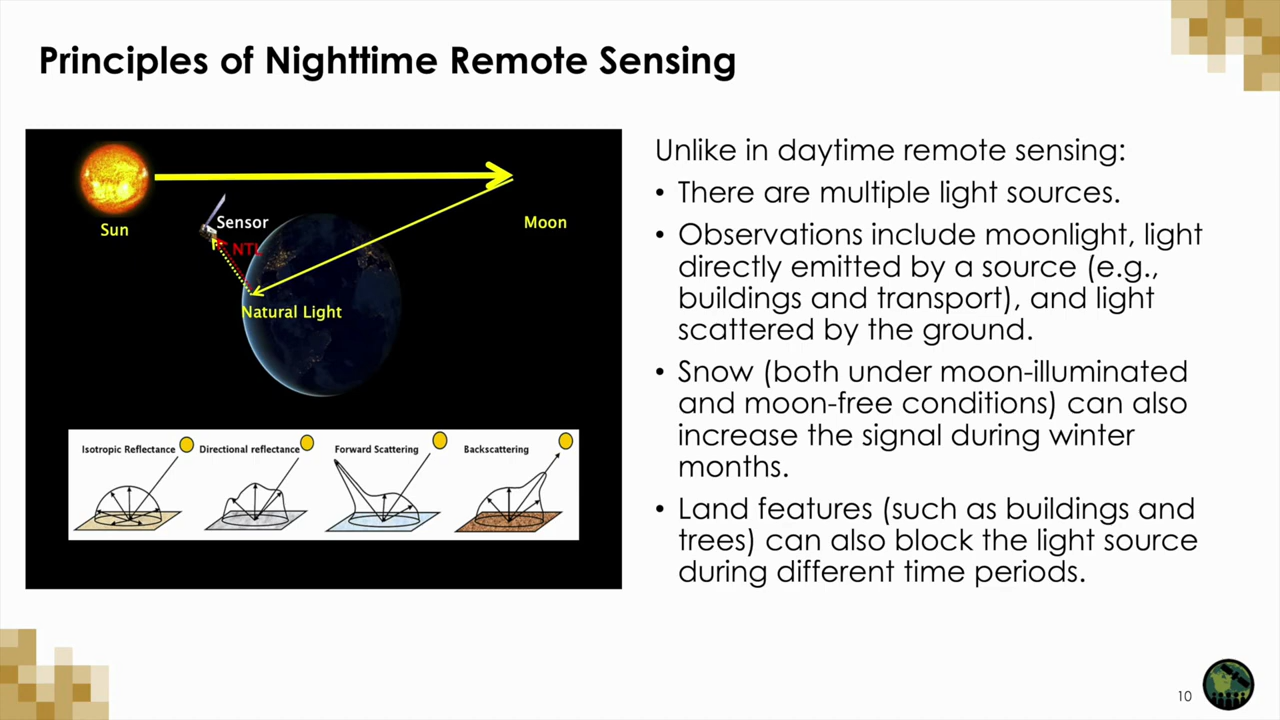 Principles of Nighttime Remote Sensing
Sun
Sensor
NTL
Moon
Natural Light
Isotropic Reflectance
Directional reflectance
Forward Scattering
Backscattering
Unlike in daytime remote sensing:
• There are multiple light sources.
• Observations include moonlight, light
directly emitted by a source (e.g.,
buildings and transport), and light
scattered by the ground.
• Snow (both under moon-illuminated
and moon-free conditions) can also
increase the signal during winter
months.
• Land features (such as buildings and
trees) can also block the light source
during different time periods.
10